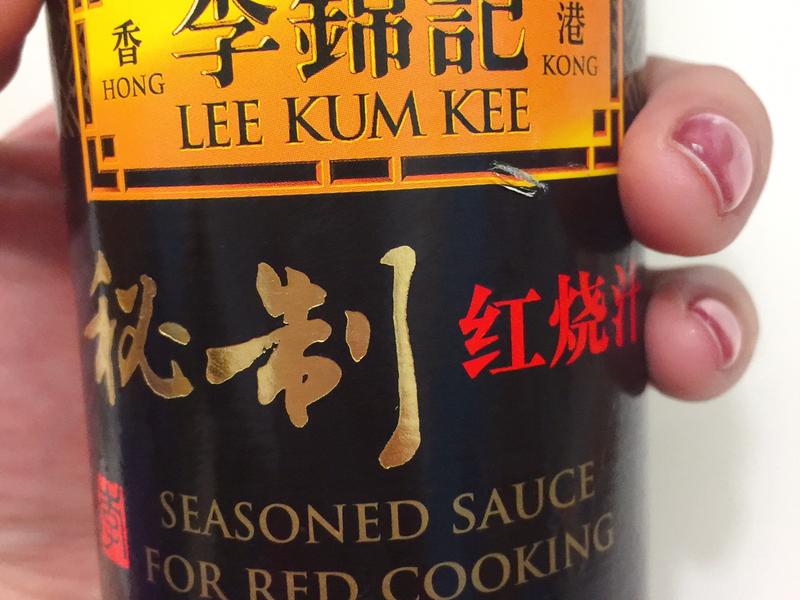 李錦記
香 港
HONG KONG
LEE KUM KEE
秘制 红烧汁
SEASONED SAUCE
FOR RED COOKING